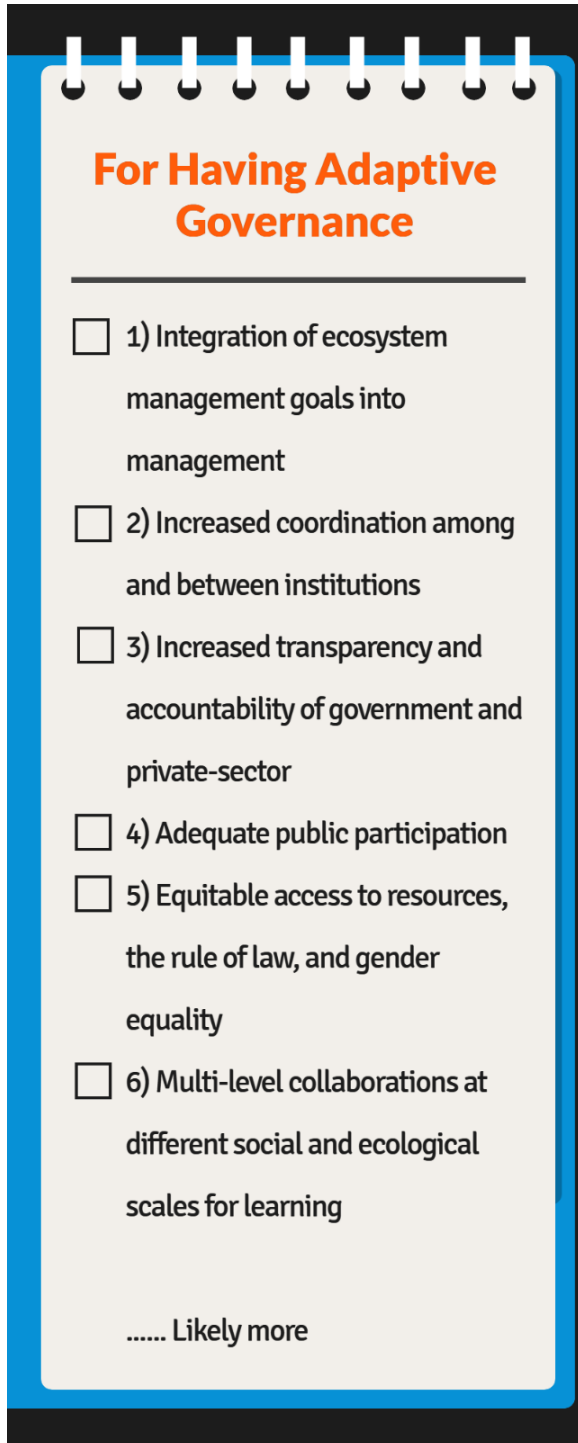 For Having Adaptive
Governance
1) Integration of ecosystem
management goals into
management
2) Increased coordination among
and between institutions
3) Increased transparency and
accountability of government and
private-sector
4) Adequate public participation
5) Equitable access to resources,
the rule of law, and gender
equality
6) Multi-level collaborations at
different social and ecological
scales for learning
...... Likely more